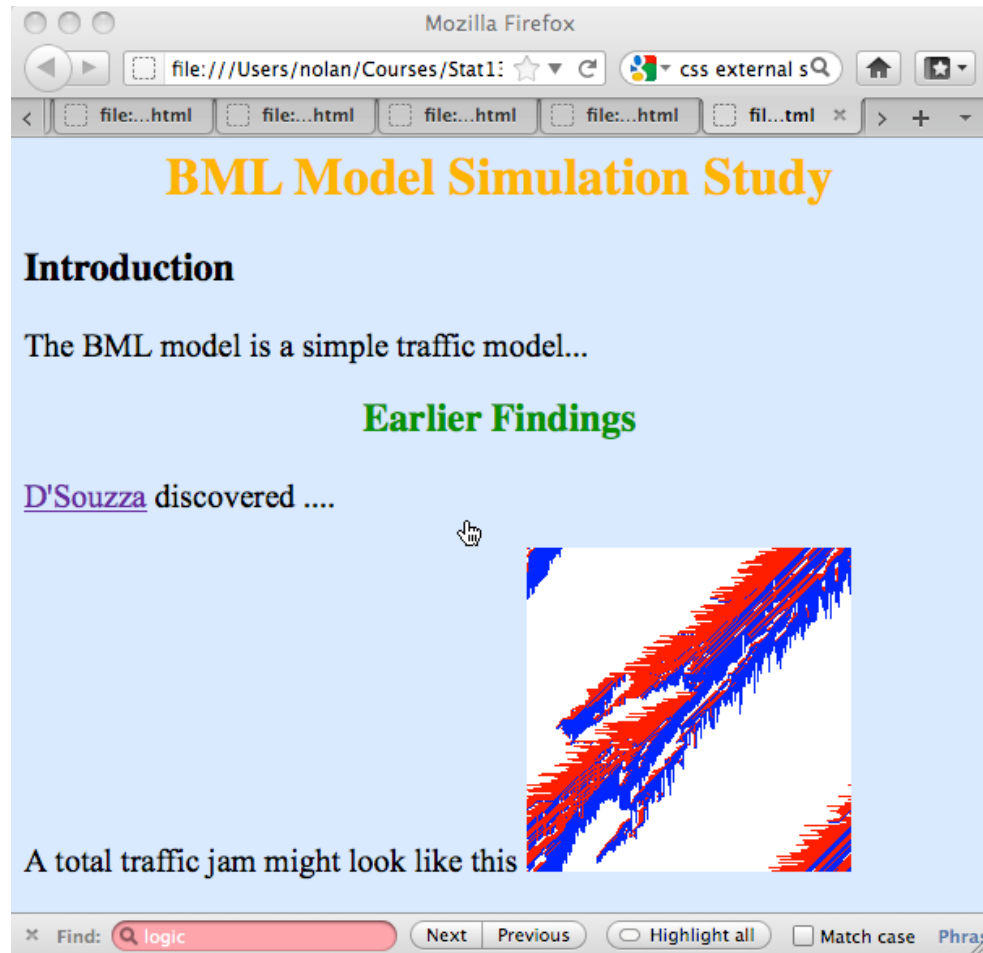 Mozilla Firefox
file:///Users/nolan/Courses/Stat13 css external s
file:...html file:...html file:...html file:...html fil...tml
BML Model Simulation Study
Introduction
The BML model is a simple traffic model...
Earlier Findings
D'Souzza discovered ....
A total traffic jam might look like this
Find: logic Next Previous Highlight all Match case Phras